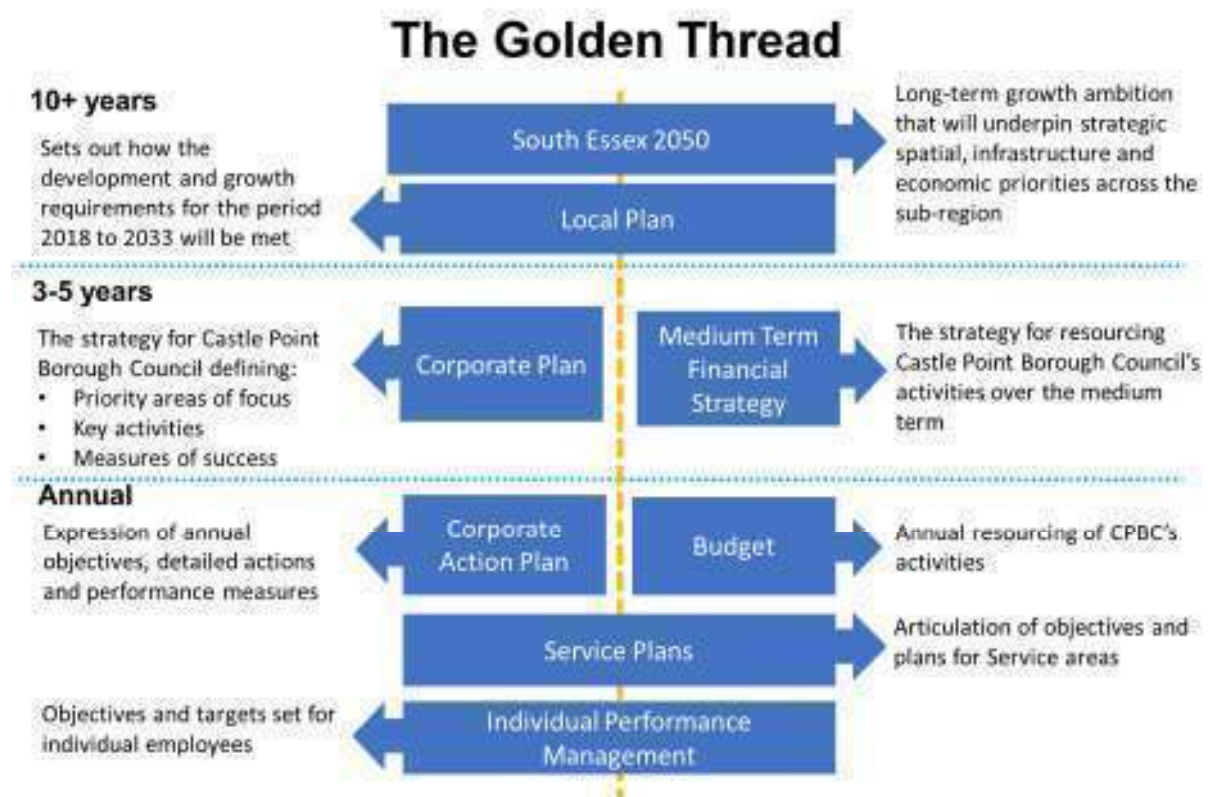 The Golden Thread
10+ years
Sets out how the
development and growth
requirements for the period
2018 to 2033 will be met
South Essex 2050
Local Plan
Long-term growth ambition
that will underpin strategic
spatial, infrastructure and
economic priorities across the
sub-region
3-5 years
The strategy for Castle Point
Borough Council defining:
• Priority areas of focus
• Key activities
• Measures of success
Corporate Plan
Medium Term
Financial
Strategy
The strategy for resourcing
Castle Point Borough Council's
activities over the medium
term
Annual
Expression of annual
objectives, detailed actions
and performance measures
Corporate
Action Plan
Budget
Annual resourcing of CPBC's
activities
Service Plans
Articulation of objectives and
plans for Service areas
Objectives and targets set for
individual employees
Individual Performance
Management